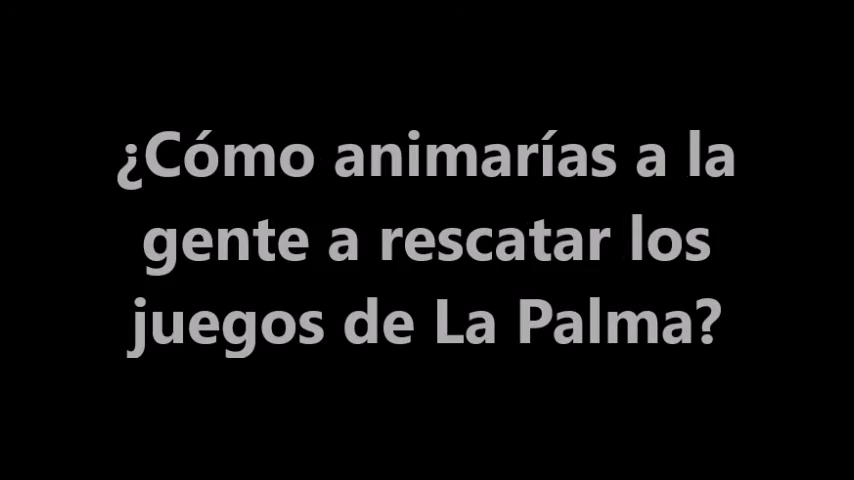 ¿Cómo animarías a la
gente a rescatar los
juegos de La Palma?